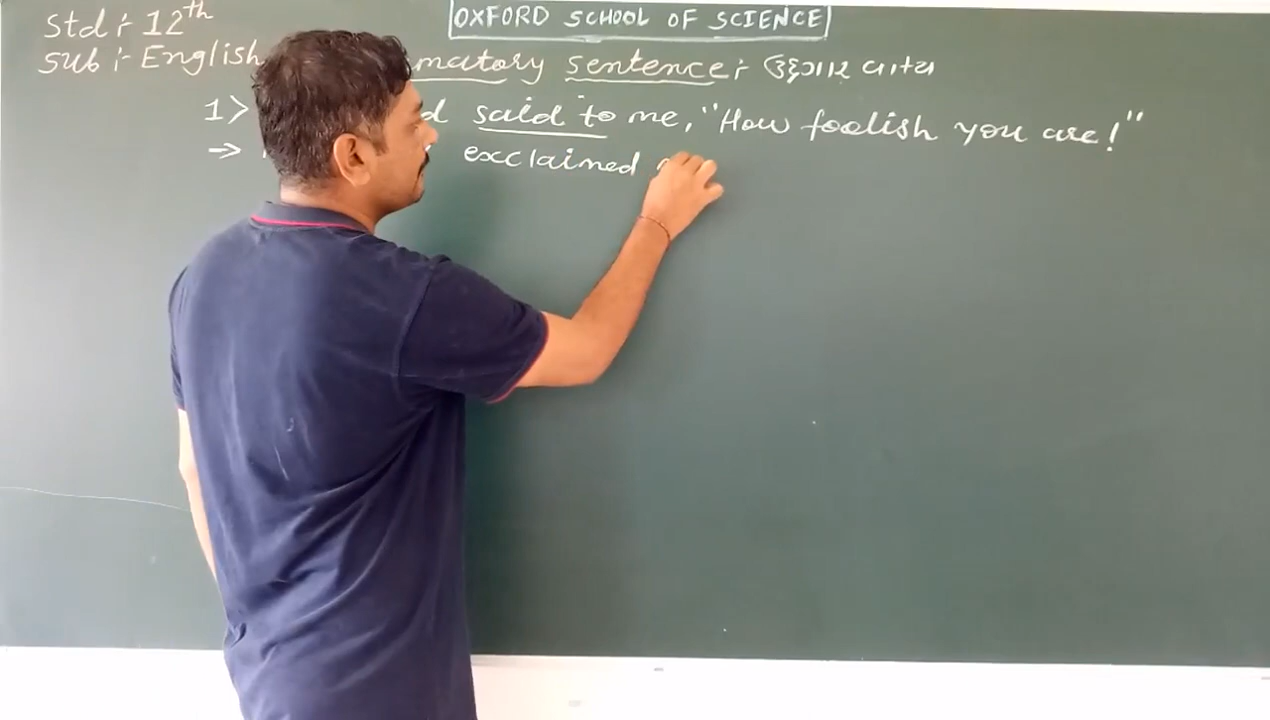 Std :- 12th
OXFORD SCHOOL OF SCIENCE
Sub :- English
matory sentence :- ઉદ્દગાર વાક્ય
1> d said to me, "How foolish you are!"
→ exclaimed